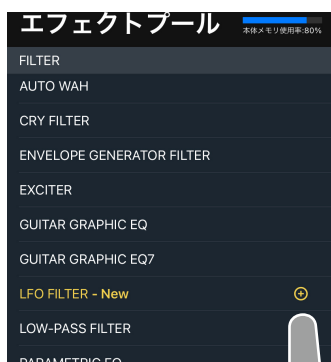 エフェクトプール
本体メモリ使用率:80%
FILTER
AUTO WAH
CRY FILTER
ENVELOPE GENERATOR FILTER
EXCITER
GUITAR GRAPHIC EQ
GUITAR GRAPHIC EQ7
LFO FILTER - New
LOW-PASS FILTER
PARAMETRIC EQ